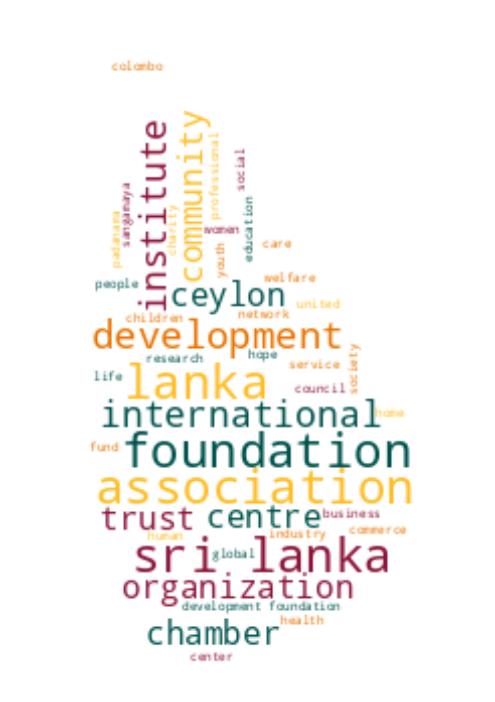 colombo
institute
community
professional
social
sanganaya
padanama
charity
women
education
youth
care
people
welfare
ceylon
united
children
network
development
research
hope
service
society
life
lanka
council
international
home
fund
foundation
association
trust
centre
business
human
industry
commerce
sri lanka
global
organization
development foundation
health
chamber
center